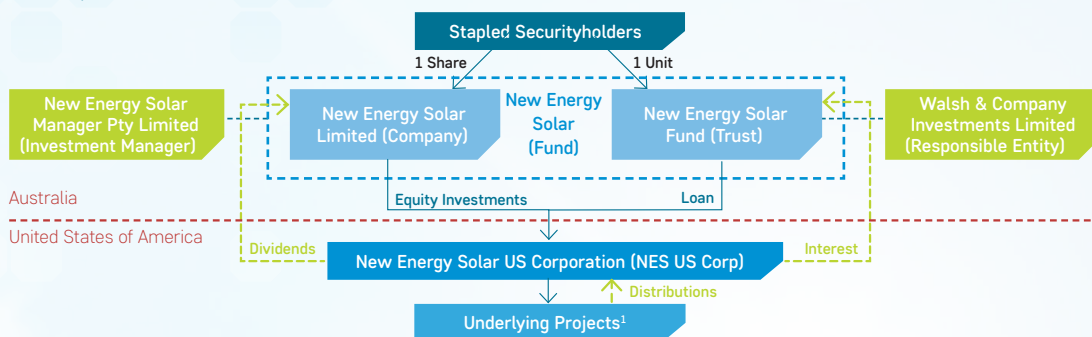 Stapled Securityholders
1 Share
1 Unit
New Energy Solar
Manager Pty Limited
(Investment Manager)
New Energy Solar
Limited (Company)
New Energy
Solar
(Fund)
New Energy Solar
Fund (Trust)
Walsh & Company
Investments Limited
(Responsible Entity)
Australia
Equity Investments
Loan
United States of America
Dividends
New Energy Solar US Corporation (NES US Corp)
Interest
Distributions
Underlying Projects¹